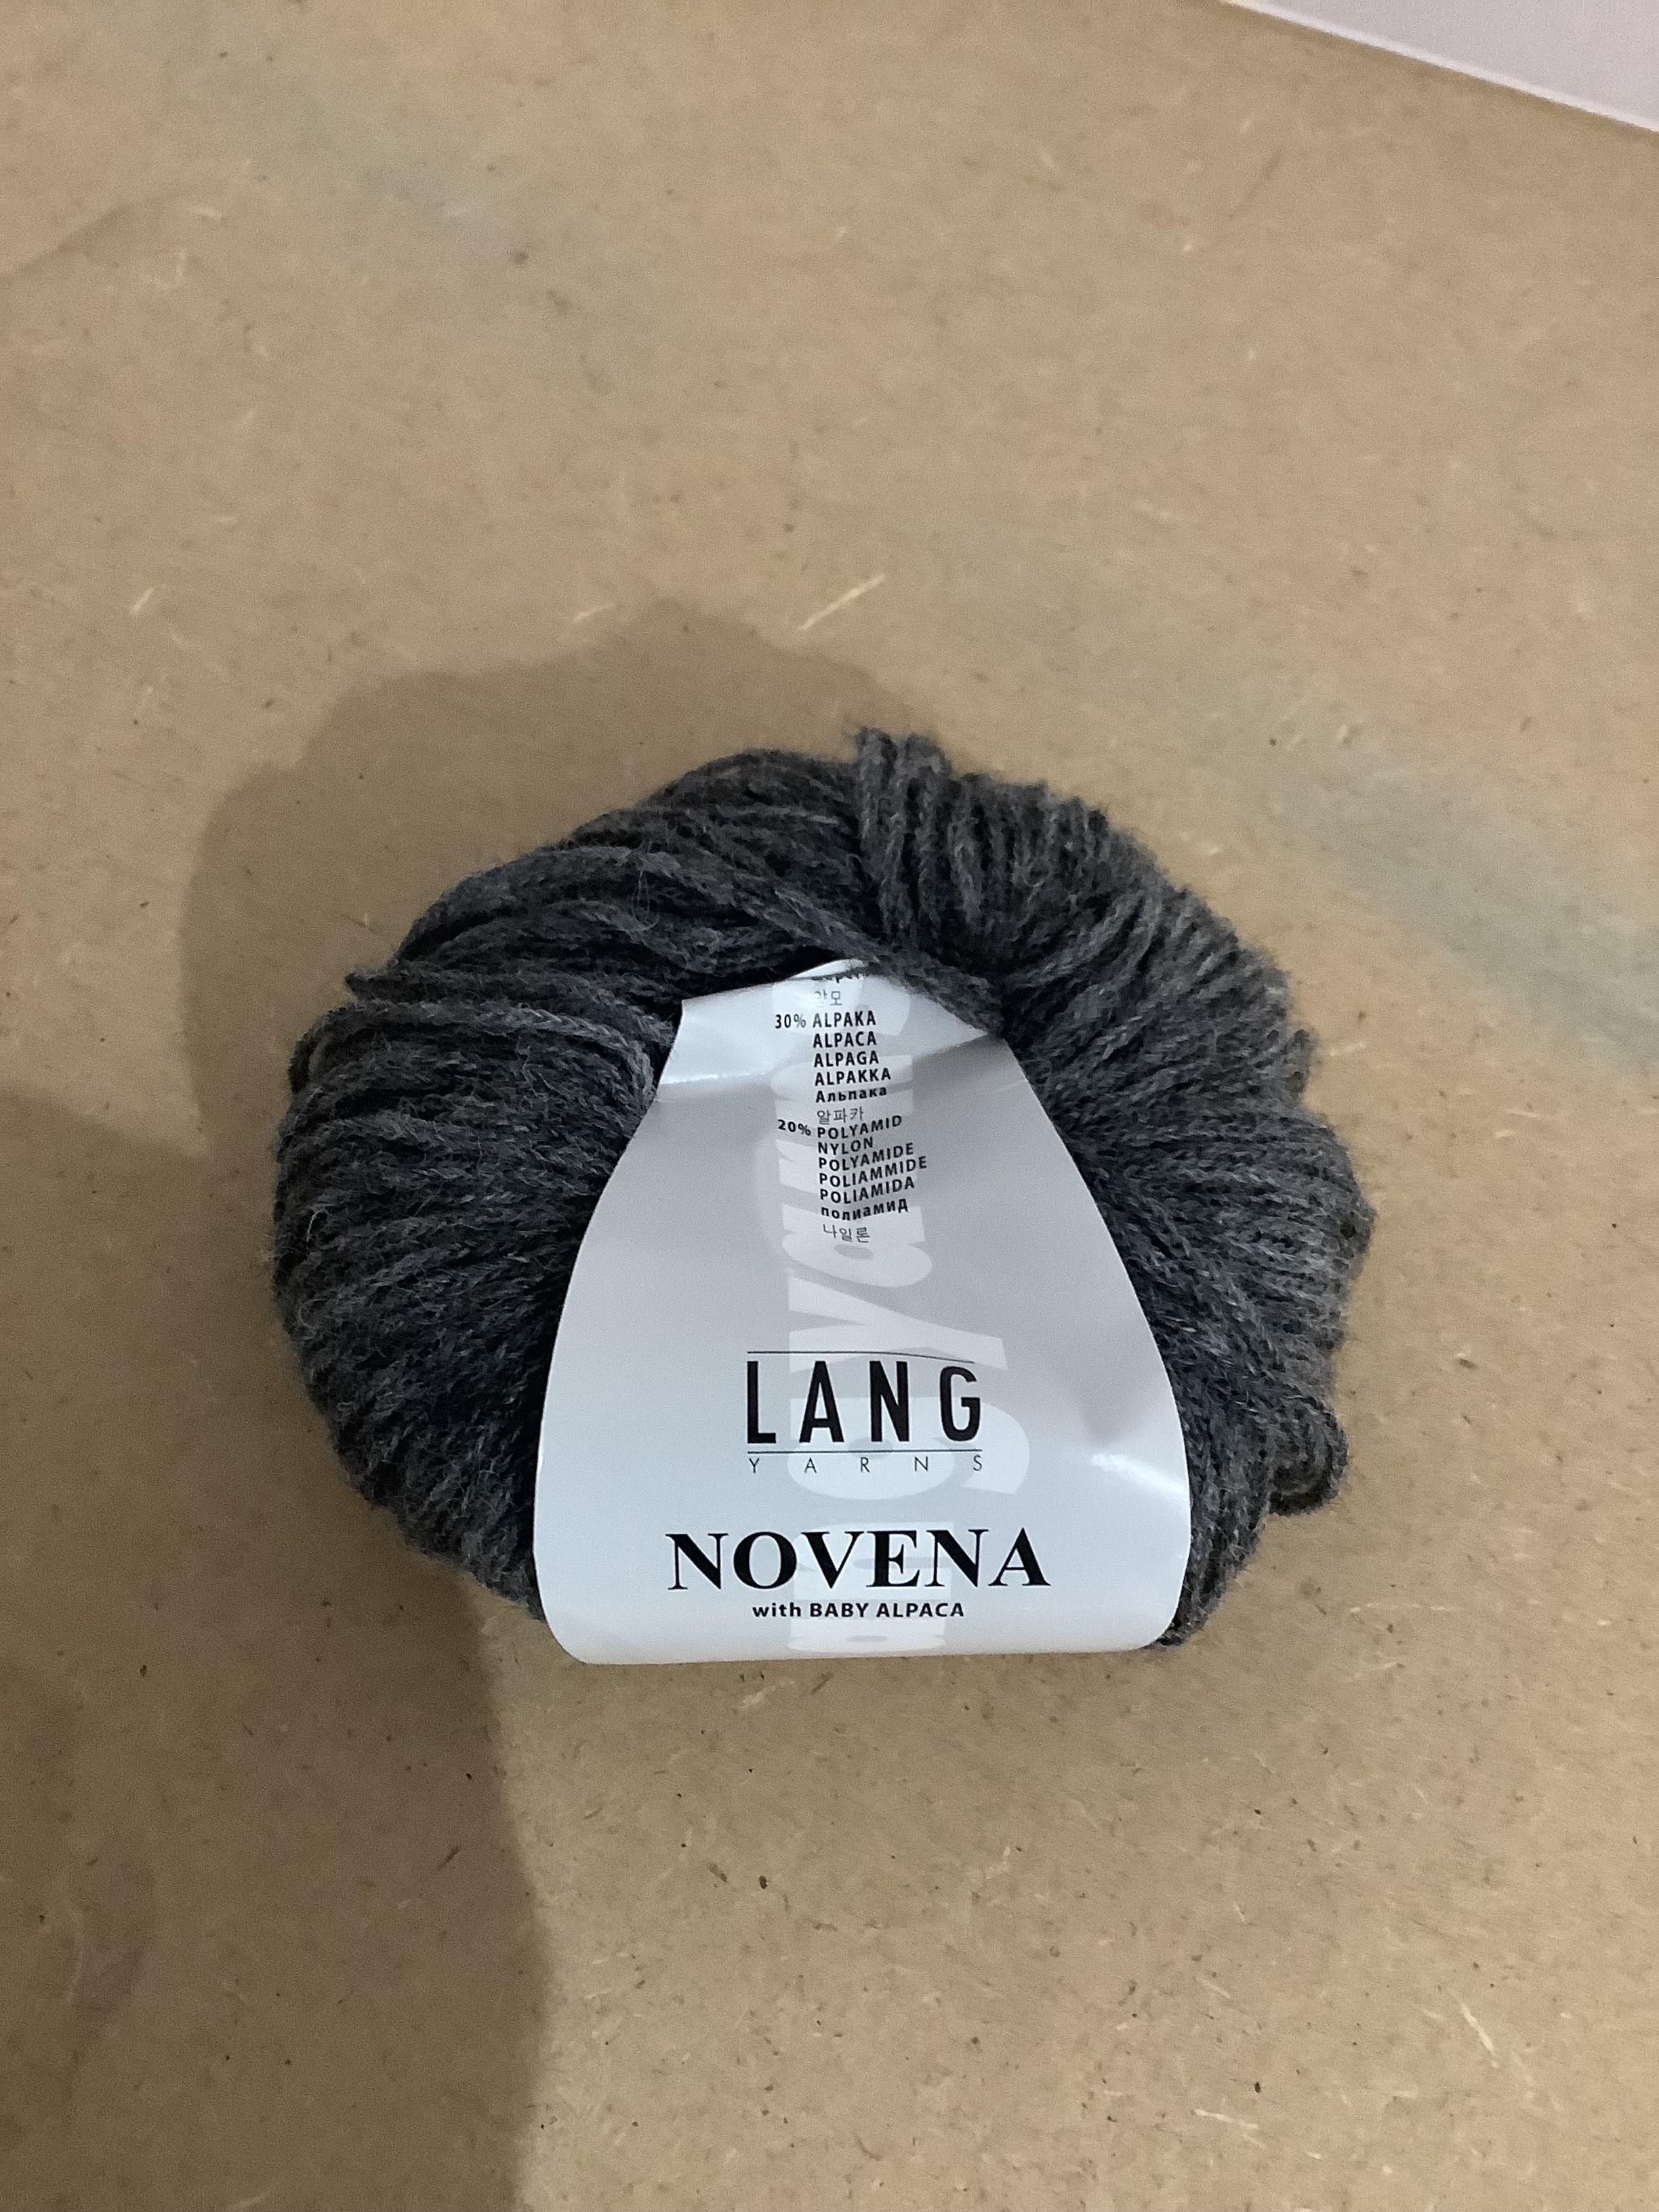 양모
30% ALPAKA
ALPACA
ALPAGA
ALPAKKA
Альпака
알파카
20% POLYAMID
NYLON
POLYAMIDE
POLIAMMIDE
POLIAMIDA
полиамид
나일론
LANG
YARNS
NOVENA
with BABY ALPACA